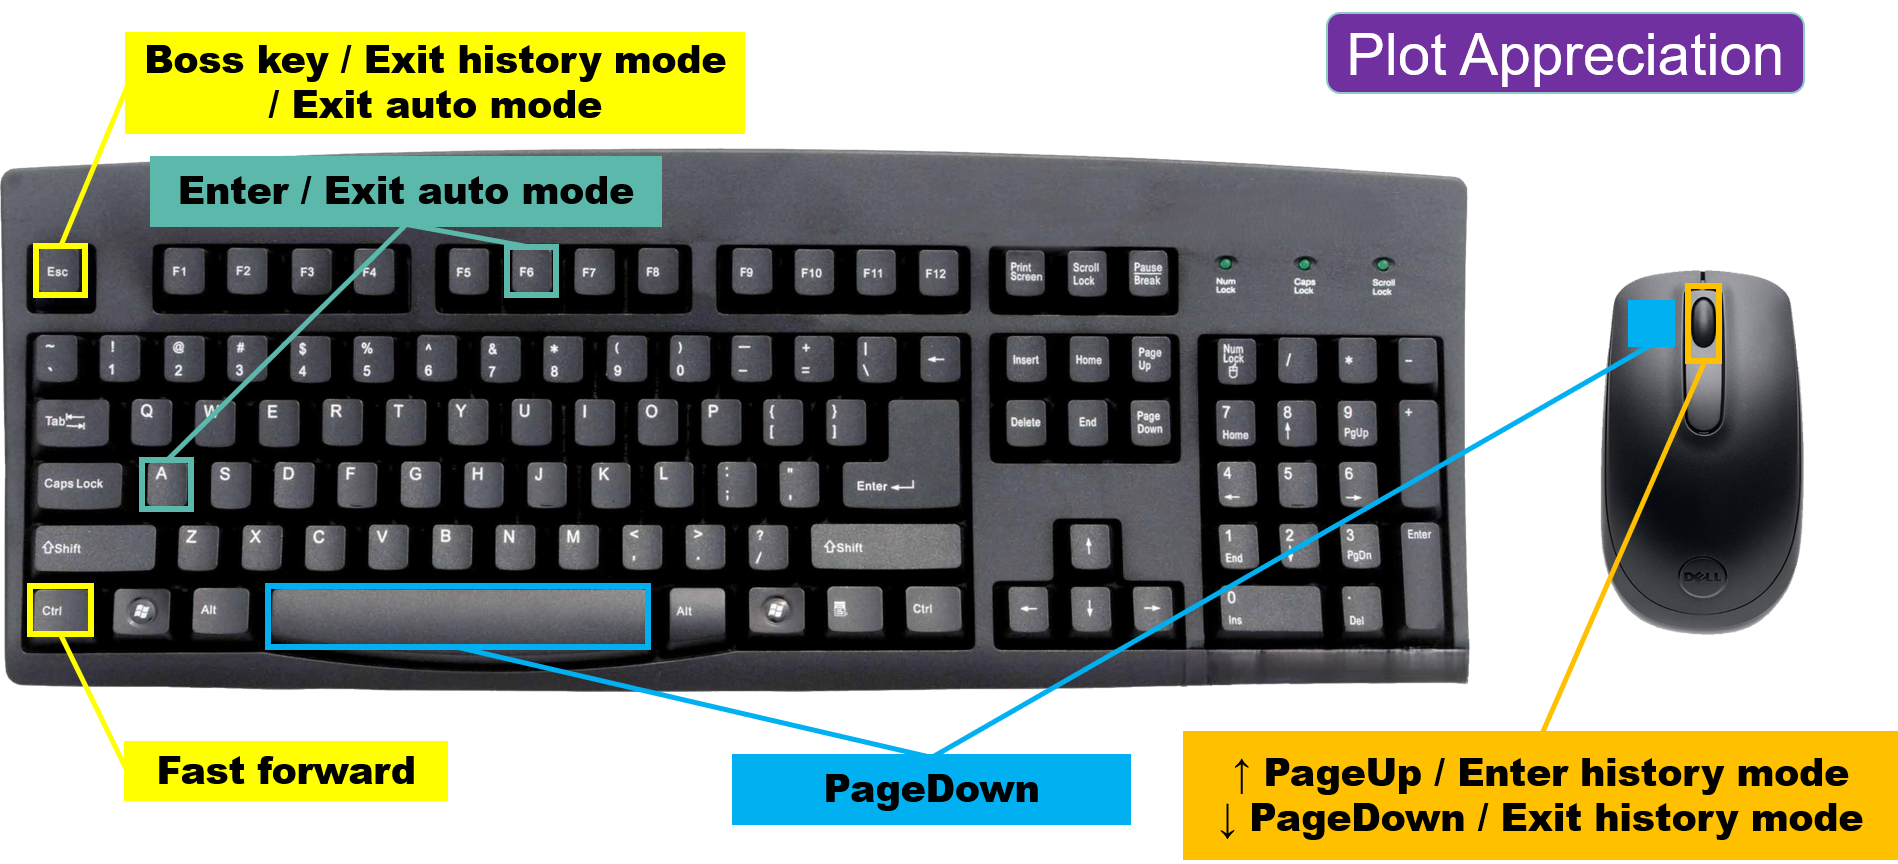 Plot Appreciation
Boss key / Exit history mode
/ Exit auto mode
Enter / Exit auto mode
Esc F1 F2 F3 F4 F5 F6 F7 F8 F9 F10 F11 F12
Print Screen Scroll Lock Pause Break
Num Lock Caps Lock Scroll Lock
~ ` ! 1 @ 2 # 3 $ 4 % 5 ^ 6 & 7 * 8 ( 9 ) 0 — – + = | \ ←
Insert Home Page Up
Num Lock / * –
Tab Q W E R T Y U I O P { [ } ]
Delete End Page Down
7 Home 8 ↑ 9 PgUp +
Caps Lock A S D F G H J K L : ; " ' Enter
4 ← 5 6 →
⇧Shift Z X C V B N M < , > . ? / ⇧Shift
↑
1 End 2 ↓ 3 PgDn Enter
Ctrl Alt Alt Ctrl
← ↓ →
0 Ins . Del
DELL
Fast forward
PageDown
↑ PageUp / Enter history mode
↓ PageDown / Exit history mode